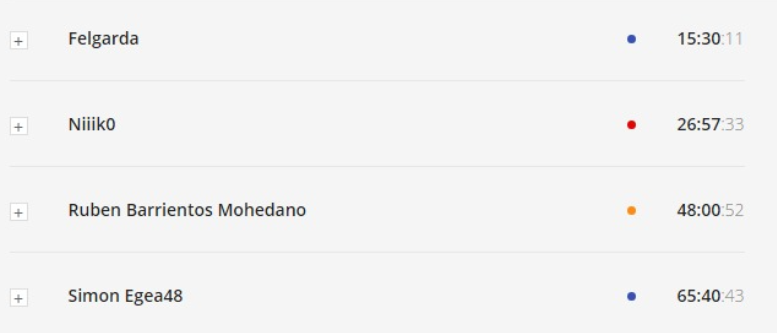 + Felgarda 15:30:11
+ Niiik0 26:57:33
+ Ruben Barrientos Mohedano 48:00:52
+ Simon Egea48 65:40:43